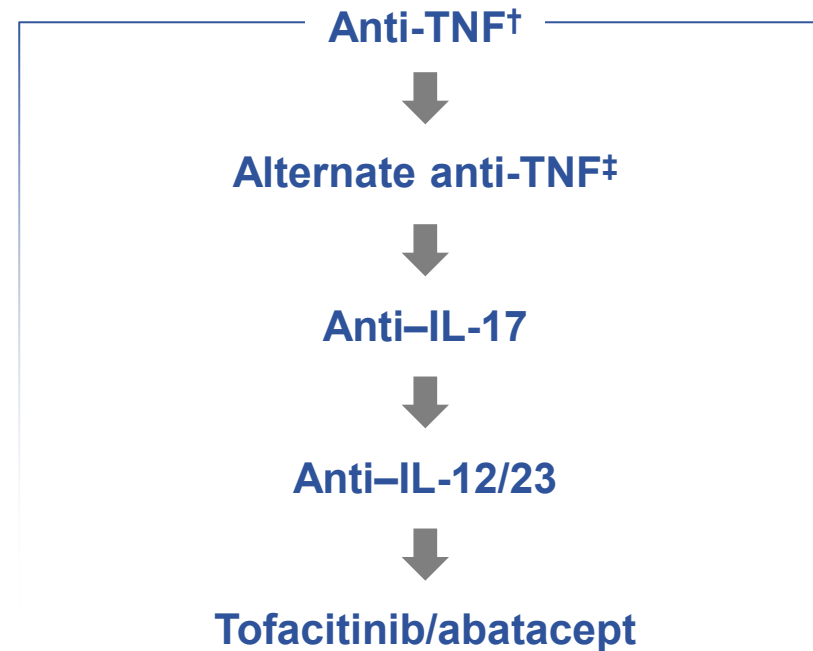 Anti-TNF†
Alternate anti-TNF‡
Anti–IL-17
Anti–IL-12/23
Tofacitinib/abatacept